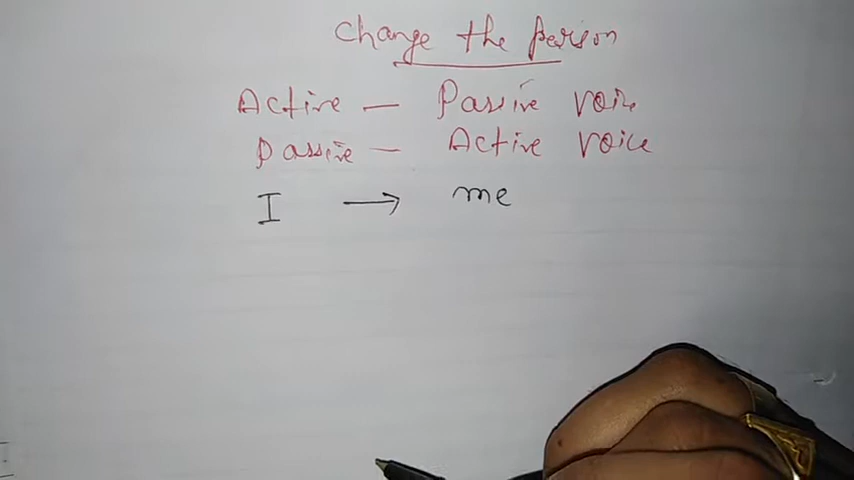 Change the person
Active — Passive voice
Passive — Active voice
I → me